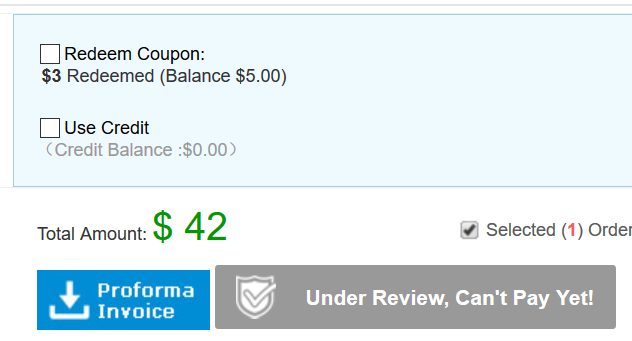 Redeem Coupon:
$3 Redeemed (Balance $5.00)
Use Credit
（Credit Balance :$0.00）
Total Amount: $ 42
Selected (1) Order
Proforma
Invoice
Under Review, Can't Pay Yet!